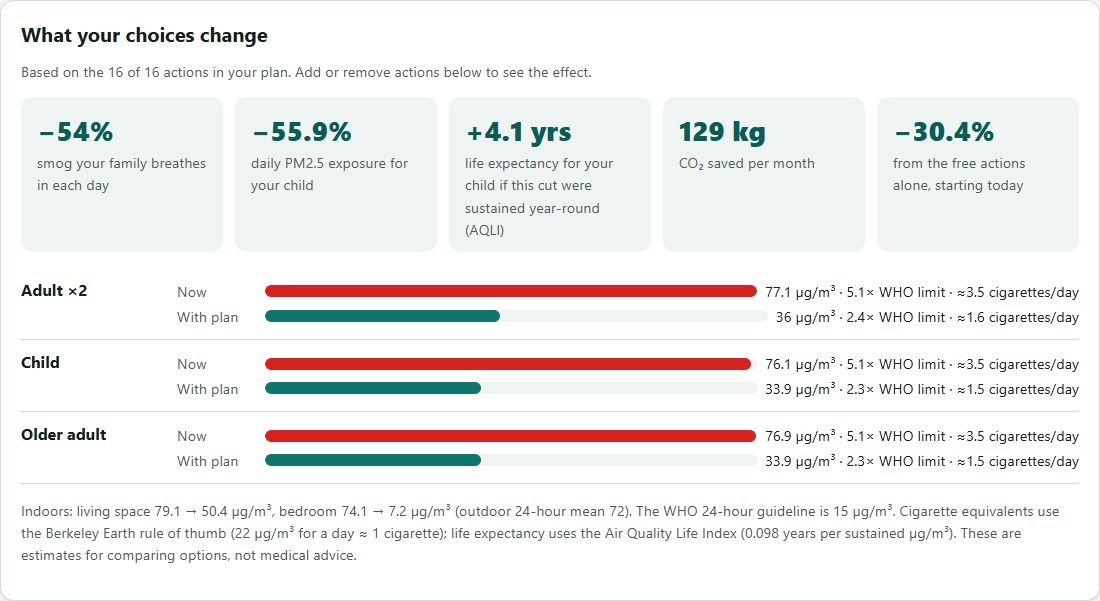 What your choices change
Based on the 16 of 16 actions in your plan. Add or remove actions below to see the effect.
−54%
smog your family breathes
in each day
−55.9%
daily PM2.5 exposure for
your child
+4.1 yrs
life expectancy for your
child if this cut were
sustained year-round
(AQLI)
129 kg
CO₂ saved per month
−30.4%
from the free actions
alone, starting today
Adult ×2
Now
77.1 µg/m³ · 5.1× WHO limit · ≈3.5 cigarettes/day
With plan
36 µg/m³ · 2.4× WHO limit · ≈1.6 cigarettes/day
Child
Now
76.1 µg/m³ · 5.1× WHO limit · ≈3.5 cigarettes/day
With plan
33.9 µg/m³ · 2.3× WHO limit · ≈1.5 cigarettes/day
Older adult
Now
76.9 µg/m³ · 5.1× WHO limit · ≈3.5 cigarettes/day
With plan
33.9 µg/m³ · 2.3× WHO limit · ≈1.5 cigarettes/day
Indoors: living space 79.1 → 50.4 µg/m³, bedroom 74.1 → 7.2 µg/m³ (outdoor 24-hour mean 72). The WHO 24-hour guideline is 15 µg/m³. Cigarette equivalents use
the Berkeley Earth rule of thumb (22 µg/m³ for a day ≈ 1 cigarette); life expectancy uses the Air Quality Life Index (0.098 years per sustained µg/m³). These are
estimates for comparing options, not medical advice.